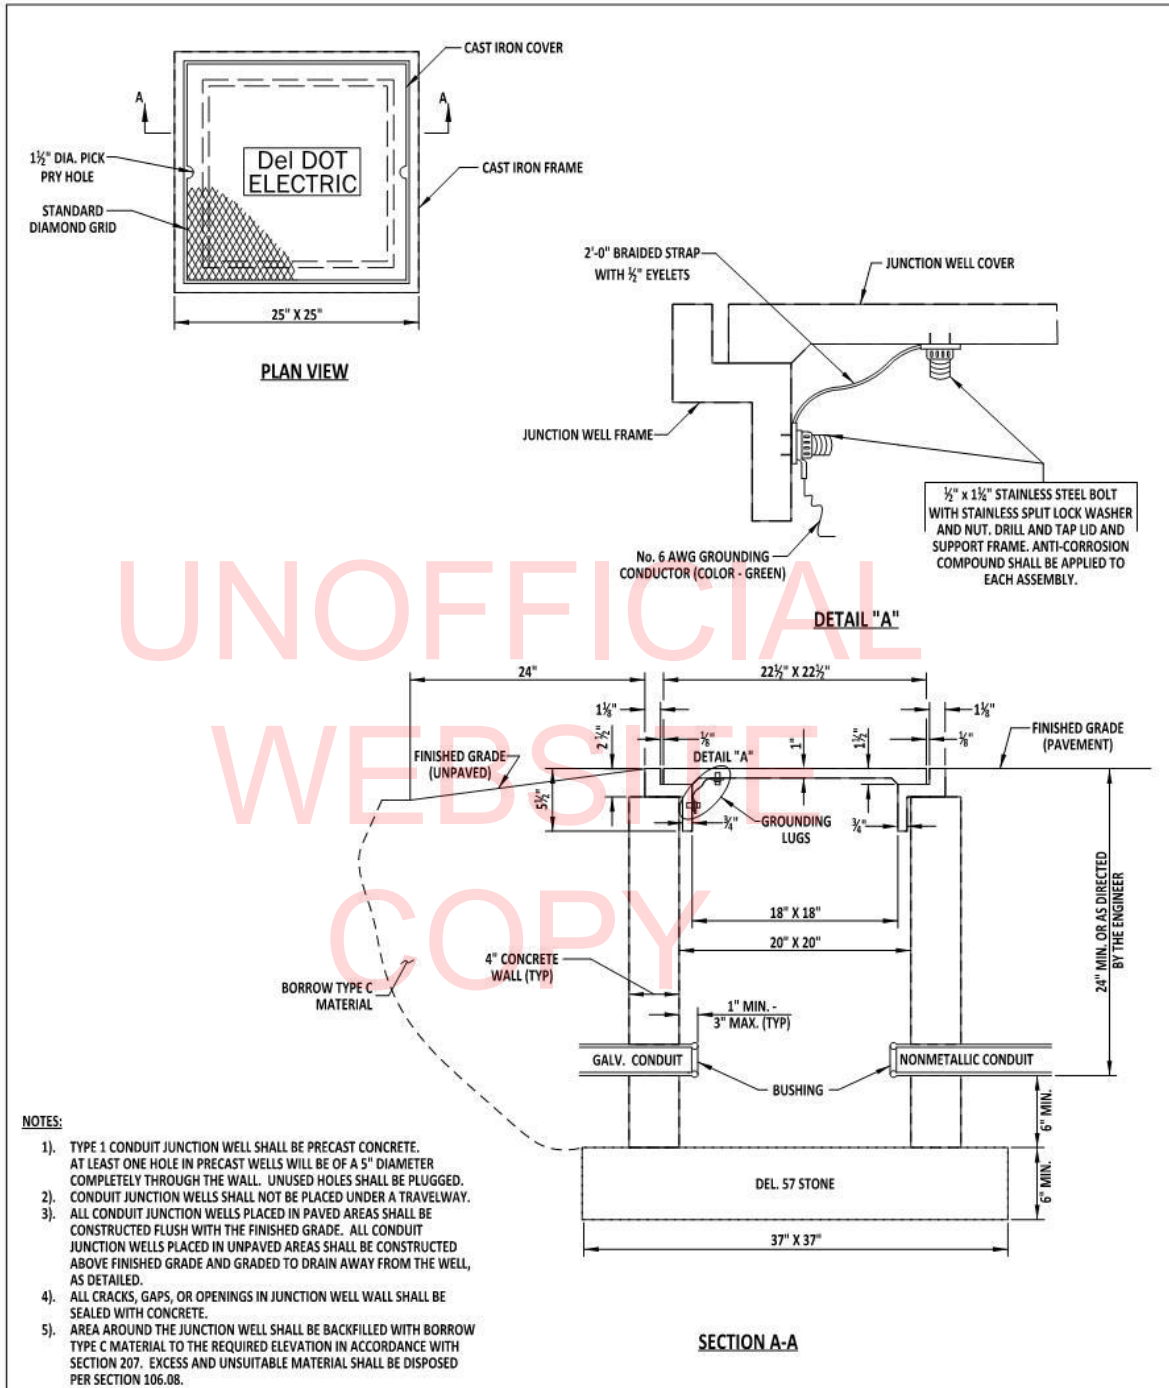 CAST IRON COVER
A
A
1½" DIA. PICK
PRY HOLE
Del DOT
ELECTRIC
CAST IRON FRAME
STANDARD
DIAMOND GRID
25" X 25"
PLAN VIEW
2'-0" BRAIDED STRAP
WITH ½" EYELETS
JUNCTION WELL COVER
JUNCTION WELL FRAME
½" x 1¼" STAINLESS STEEL BOLT
WITH STAINLESS SPLIT LOCK WASHER
AND NUT. DRILL AND TAP LID AND
SUPPORT FRAME. ANTI-CORROSION
COMPOUND SHALL BE APPLIED TO
EACH ASSEMBLY.
No. 6 AWG GROUNDING
CONDUCTOR (COLOR - GREEN)
DETAIL "A"
UNOFFICIAL
WEBSITE
COPY
24"
22½" X 22½"
1⅛"
1⅛"
2 ½"
⅛"
1"
1½"
⅛"
FINISHED GRADE
(PAVEMENT)
FINISHED GRADE
(UNPAVED)
DETAIL "A"
5½"
¾"
GROUNDING
LUGS
¾"
18" X 18"
20" X 20"
24" MIN. OR AS DIRECTED
BY THE ENGINEER
4" CONCRETE
WALL (TYP)
BORROW TYPE C
MATERIAL
1" MIN. -
3" MAX. (TYP)
GALV. CONDUIT
NONMETALLIC CONDUIT
BUSHING
6" MIN.
6" MIN.
DEL. 57 STONE
37" X 37"
SECTION A-A
NOTES:
1). TYPE 1 CONDUIT JUNCTION WELL SHALL BE PRECAST CONCRETE.
AT LEAST ONE HOLE IN PRECAST WELLS WILL BE OF A 5" DIAMETER
COMPLETELY THROUGH THE WALL. UNUSED HOLES SHALL BE PLUGGED.
2). CONDUIT JUNCTION WELLS SHALL NOT BE PLACED UNDER A TRAVELWAY.
3). ALL CONDUIT JUNCTION WELLS PLACED IN PAVED AREAS SHALL BE
CONSTRUCTED FLUSH WITH THE FINISHED GRADE. ALL CONDUIT
JUNCTION WELLS PLACED IN UNPAVED AREAS SHALL BE CONSTRUCTED
ABOVE FINISHED GRADE AND GRADED TO DRAIN AWAY FROM THE WELL,
AS DETAILED.
4). ALL CRACKS, GAPS, OR OPENINGS IN JUNCTION WELL WALL SHALL BE
SEALED WITH CONCRETE.
5). AREA AROUND THE JUNCTION WELL SHALL BE BACKFILLED WITH BORROW
TYPE C MATERIAL TO THE REQUIRED ELEVATION IN ACCORDANCE WITH
SECTION 207. EXCESS AND UNSUITABLE MATERIAL SHALL BE DISPOSED
PER SECTION 106.08.